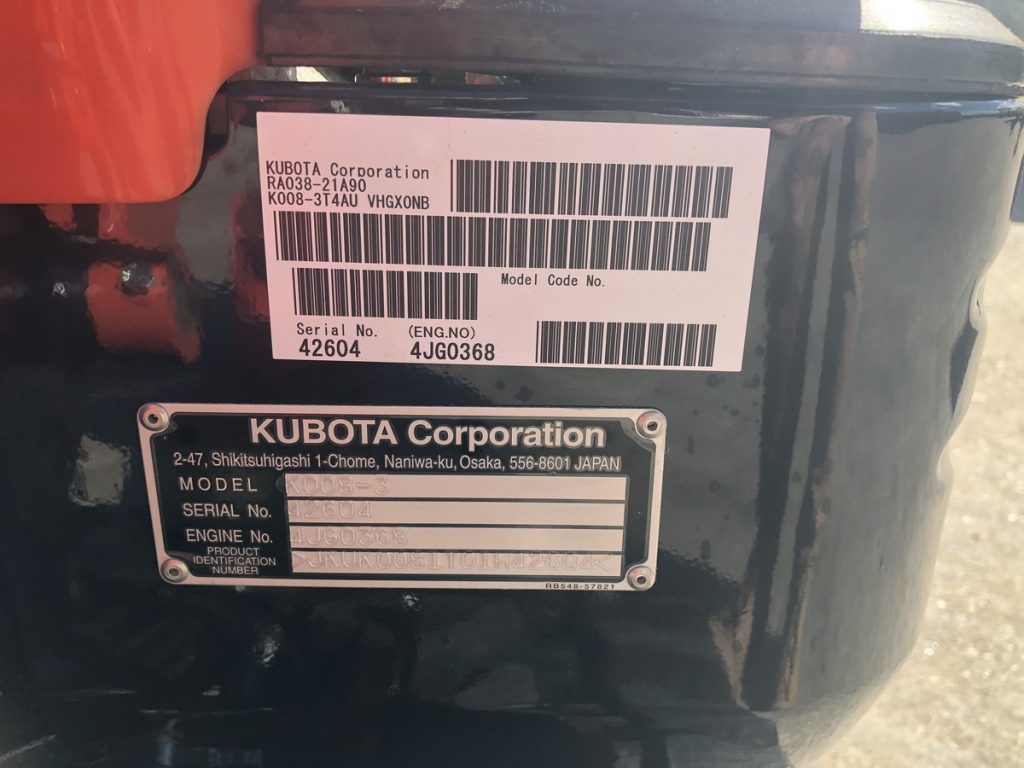 KUBOTA Corporation
RA038-21A90
K008-3T4AU VHGXONB
Model Code No.
Serial No. (ENG.NO)
42604 4JG0368
KUBOTA Corporation
2-47, Shikitsuhigashi 1-Chome, Naniwa-ku, Osaka, 556-8601 JAPAN
MODEL K008-3
SERIAL No. 42604
ENGINE No. 4JG0368
PRODUCT
IDENTIFICATION
NUMBER >JKUK0081T01H42604<
RB548-57821